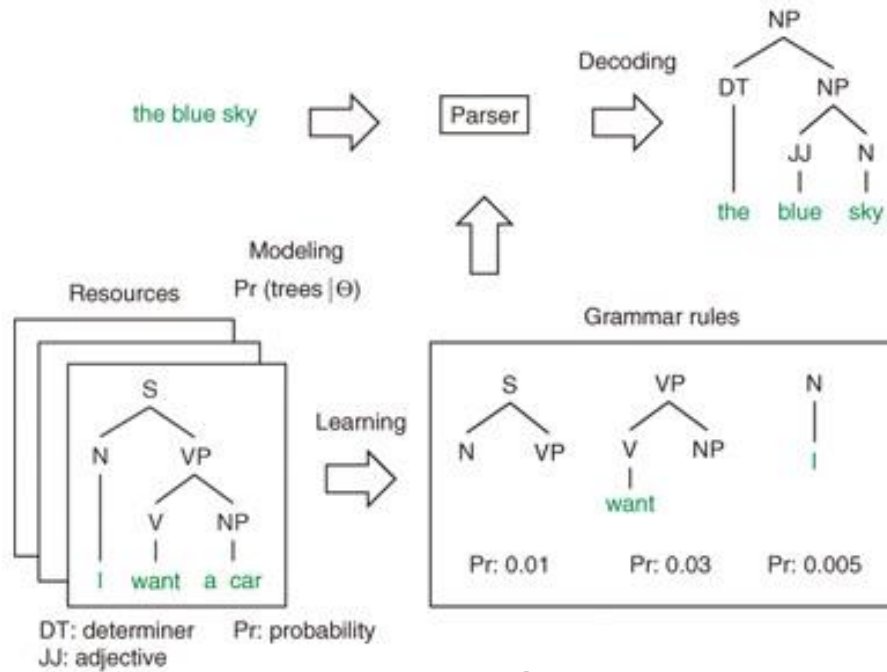 NP
Decoding
DT NP
the blue sky
Parser
JJ N
the blue sky
Modeling
Pr (trees|Θ)
Resources
Grammar rules
S
N VP
V NP
I want a car
Learning
S
N VP
VP
V NP
want
N
I
Pr: 0.01 Pr: 0.03 Pr: 0.005
DT: determiner Pr: probability
JJ: adjective